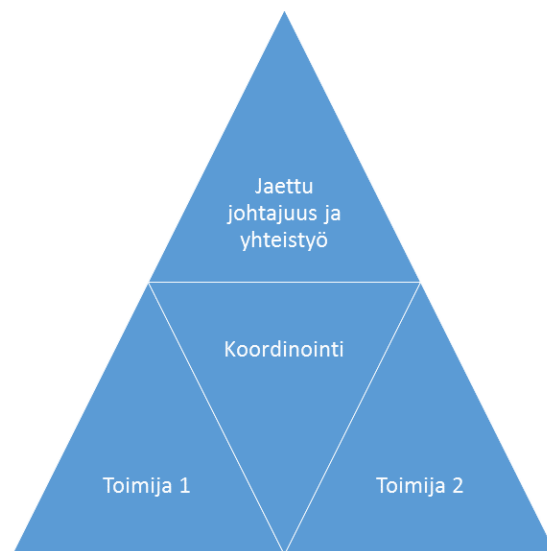 Jaettu
johtajuus ja
yhteistyö
Koordinointi
Toimija 1
Toimija 2